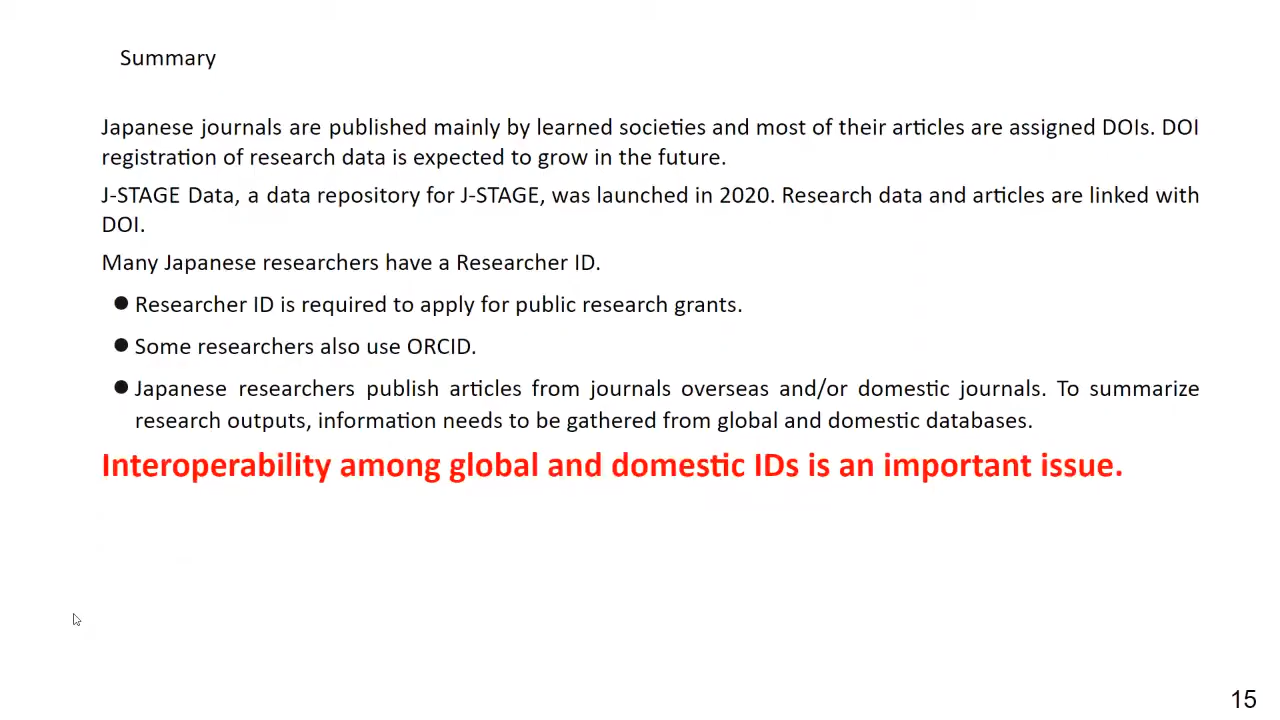 Summary
Japanese journals are published mainly by learned societies and most of their articles are assigned DOIs. DOI
registration of research data is expected to grow in the future.
J-STAGE Data, a data repository for J-STAGE, was launched in 2020. Research data and articles are linked with
DOI.
Many Japanese researchers have a Researcher ID.
● Researcher ID is required to apply for public research grants.
● Some researchers also use ORCID.
● Japanese researchers publish articles from journals overseas and/or domestic journals. To summarize
research outputs, information needs to be gathered from global and domestic databases.
Interoperability among global and domestic IDs is an important issue.
15